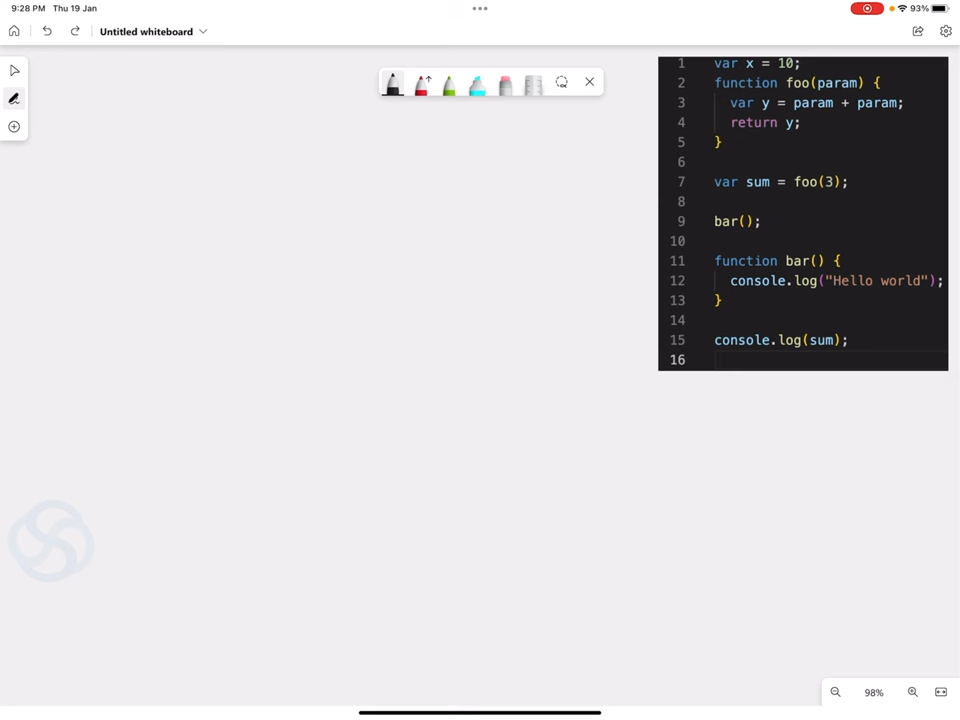 9:28 PM Thu 19 Jan
93%
Untitled whiteboard
1 var x = 10;
2 function foo(param) {
3 var y = param + param;
4 return y;
5 }
6
7 var sum = foo(3);
8
9 bar();
10
11 function bar() {
12 console.log("Hello world");
13 }
14
15 console.log(sum);
16
98%